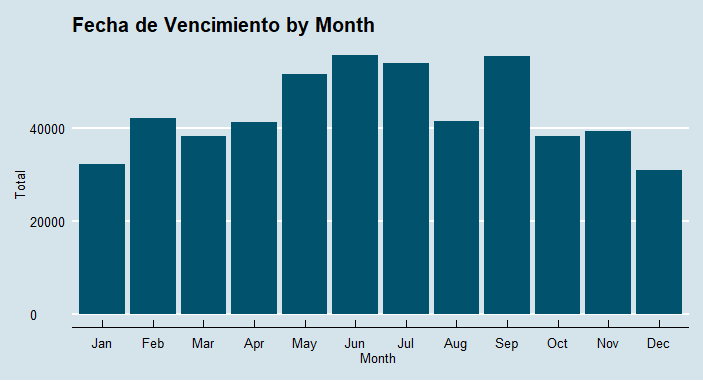 Fecha de Vencimiento by Month
Total
40000
20000
0
Jan Feb Mar Apr May Jun Jul Aug Sep Oct Nov Dec
Month